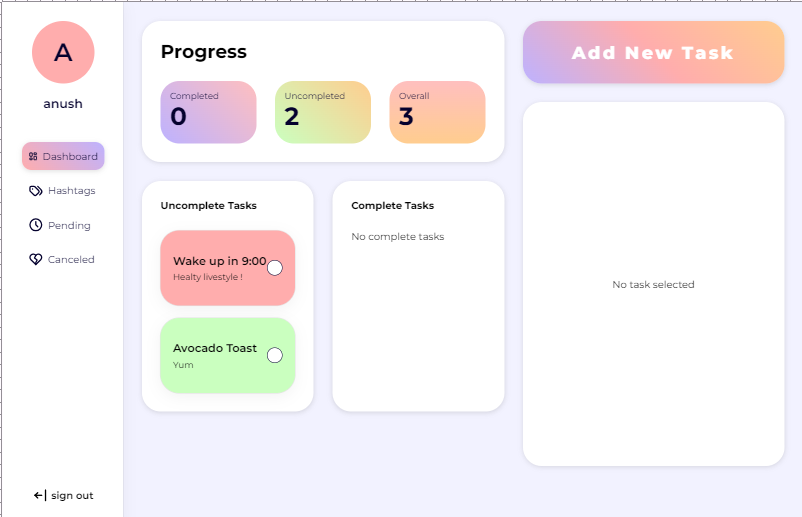 A
anush
Dashboard
Hashtags
Pending
Canceled
sign out
Progress
Completed
0
Uncompleted
2
Overall
3
Uncomplete Tasks
Wake up in 9:00
Healty livestyle !
Avocado Toast
Yum
Complete Tasks
No complete tasks
Add New Task
No task selected